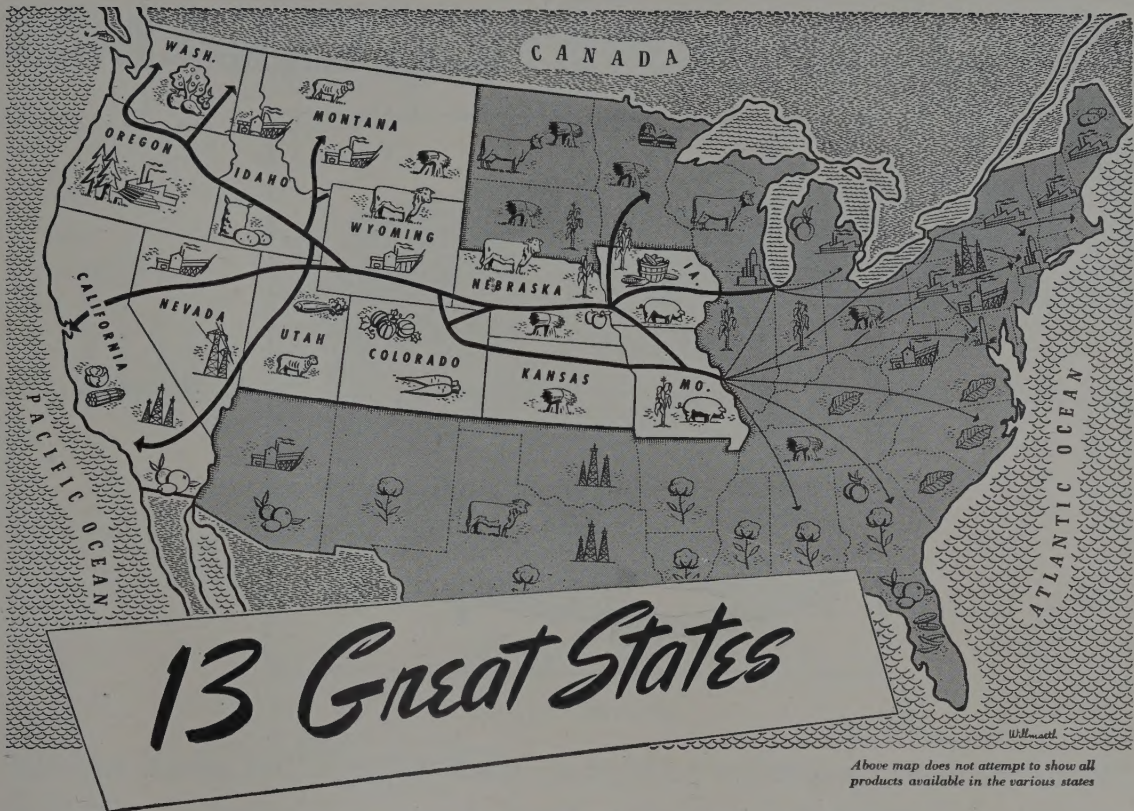 CANADA
WASH.
MONTANA
OREGON
IDAHO
WYOMING
NEBRASKA
IA.
CALIFORNIA
NEVADA
UTAH
COLORADO
KANSAS
MO.
PACIFIC OCEAN
ATLANTIC OCEAN
13 Great States
Willmarth
Above map does not attempt to show all
products available in the various states